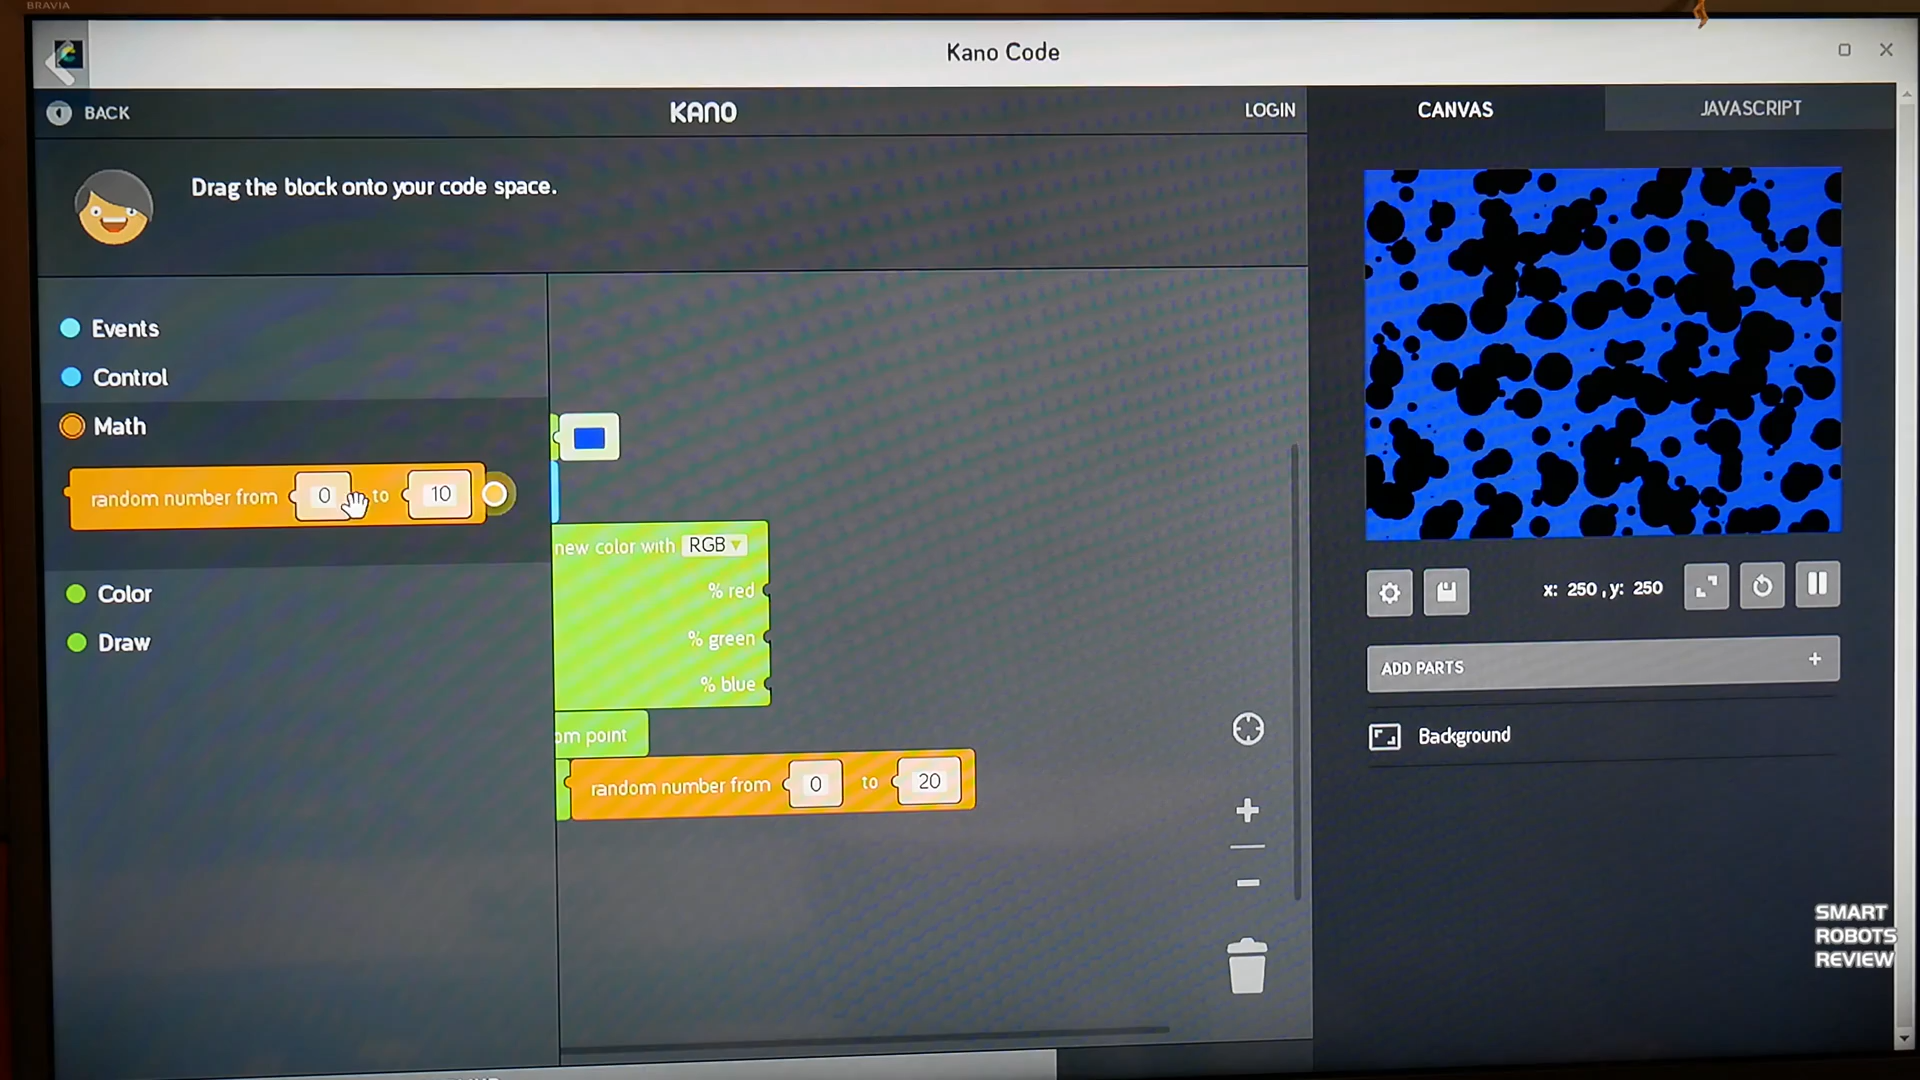 BRAVIA
Kano Code
BACK
KANO
LOGIN
CANVAS
JAVASCRIPT
Drag the block onto your code space.
Events
Control
Math
random number from 0 to 10
Color
Draw
new color with RGB
% red
% green
% blue
om point
random number from 0 to 20
x: 250, y: 250
ADD PARTS +
Background
SMART
ROBOTS
REVIEW